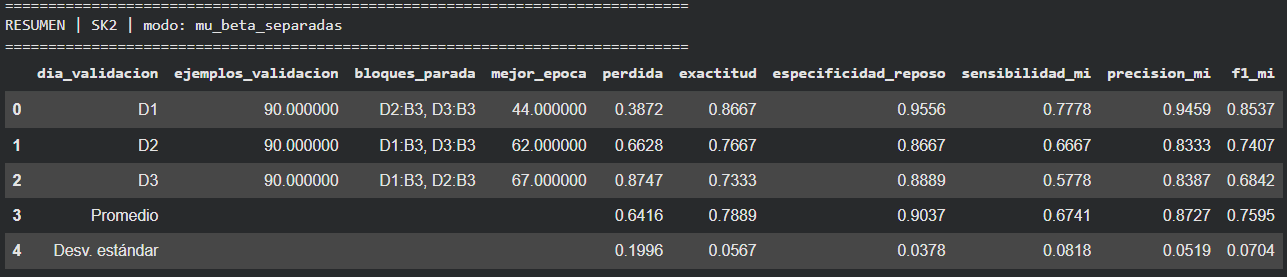 ===============================================================================
RESUMEN | SK2 | modo: mu_beta_separadas
===============================================================================
dia_validacion ejemplos_validacion bloques_parada mejor_epoca perdida exactitud especificidad_reposo sensibilidad_mi precision_mi f1_mi
0 D1 90.000000 D2:B3, D3:B3 44.000000 0.3872 0.8667 0.9556 0.7778 0.9459 0.8537
1 D2 90.000000 D1:B3, D3:B3 62.000000 0.6628 0.7667 0.8667 0.6667 0.8333 0.7407
2 D3 90.000000 D1:B3, D2:B3 67.000000 0.8747 0.7333 0.8889 0.5778 0.8387 0.6842
3 Promedio 0.6416 0.7889 0.9037 0.6741 0.8727 0.7595
4 Desv. estándar 0.1996 0.0567 0.0378 0.0818 0.0519 0.0704